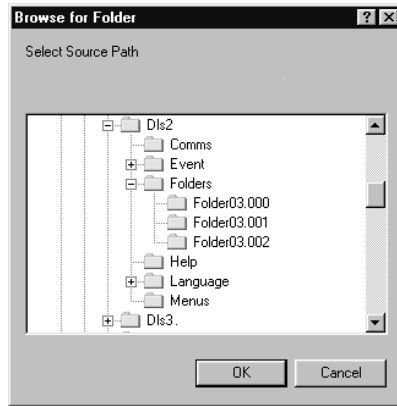 Browse for Folder
Select Source Path
Dls2
Comms
Event
Folders
Folder03.000
Folder03.001
Folder03.002
Help
Language
Menus
Dls3.
OK Cancel